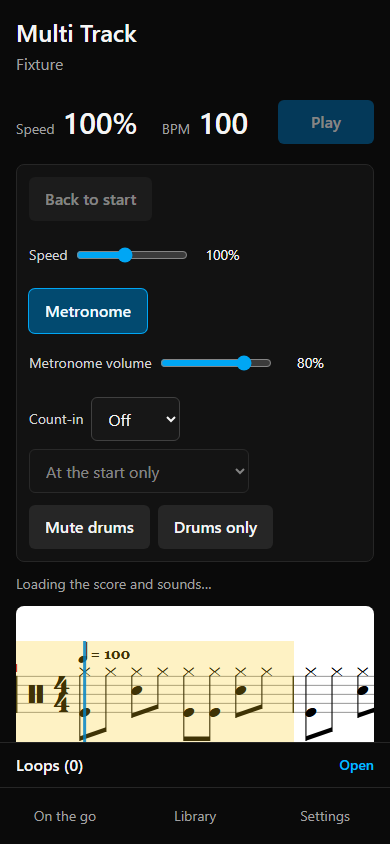 Multi Track
Fixture
Speed 100% BPM 100 Play
Back to start
Speed 100%
Metronome
Metronome volume 80%
Count-in Off
At the start only
Mute drums Drums only
Loading the score and sounds...
= 100
4
4
Loops (0) Open
On the go Library Settings